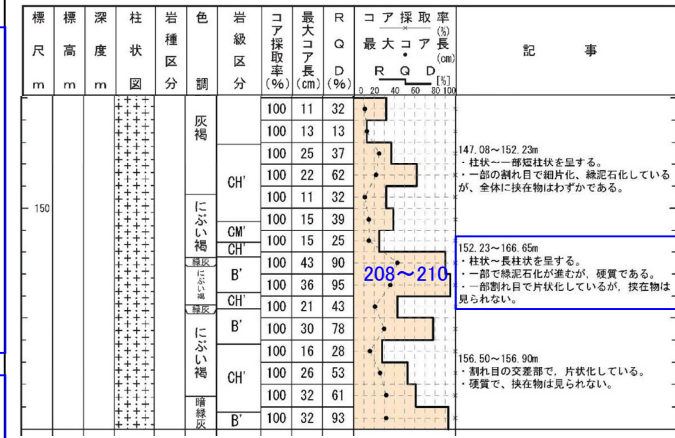 標尺m
標高m
深度m
柱状図
岩種区分
色調
岩級区分
コア採取率(%)
最大コア長(cm)
RQD(%)
コア採取率(%)
最大コア長(cm)
RQD[%]
0 20 40 60 80 100
記事
灰褐
100 11 32
100 13 13
100 25 37
CH'
100 22 62
100 11 32
150
にぶい褐
100 15 39
CM'
100 15 25
CH'
緑灰
100 43 90
B'
にぶい褐
100 36 95
CH'
100 21 43
緑灰
B'
100 30 78
にぶい褐
100 16 28
CH'
100 26 53
100 32 61
暗緑灰
B'
100 32 93
208～210
147.08～152.23m
・柱状～一部短柱状を呈する。
・一部の割れ目で細片化、緑泥石化している
が、全体に挟在物はわずかである。
152.23～166.65m
・柱状～長柱状を呈する。
・一部で緑泥石化が進むが、硬質である。
・一部割れ目で片状化しているが、挟在物は
見られない。
156.50～156.90m
・割れ目の交差部で、片状化している。
・硬質で、挟在物は見られない。